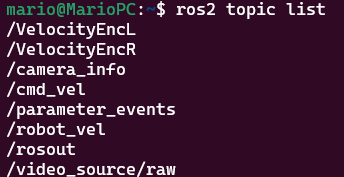 mario@MarioPC:~$ ros2 topic list
/VelocityEncL
/VelocityEncR
/camera_info
/cmd_vel
/parameter_events
/robot_vel
/rosout
/video_source/raw